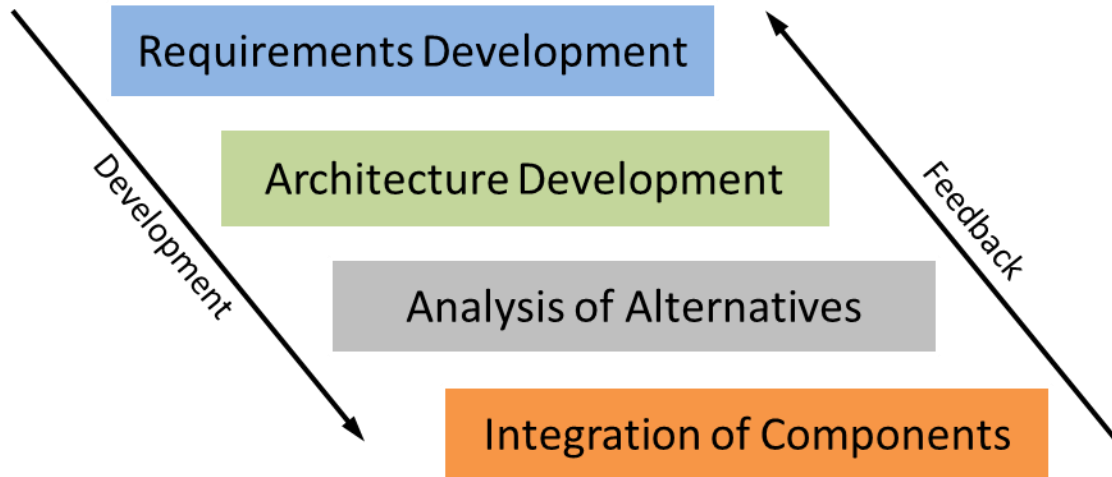 Requirements Development
Architecture Development
Development
Feedback
Analysis of Alternatives
Integration of Components